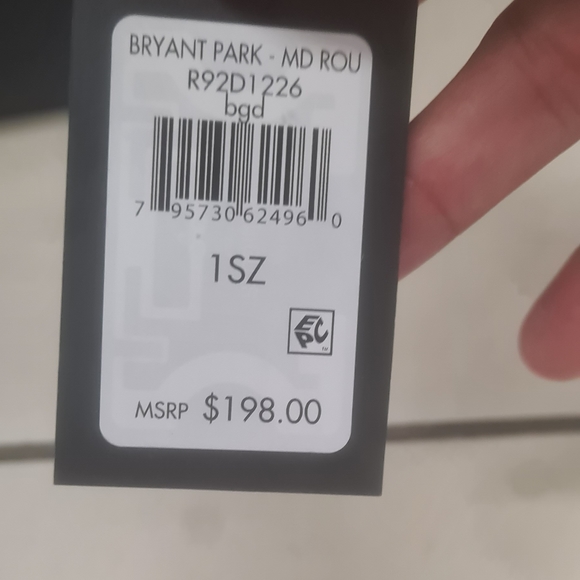 BRYANT PARK - MD ROU
R92D1226
bgd
7 95730 62496 0
1SZ
EPC
MSRP $198.00